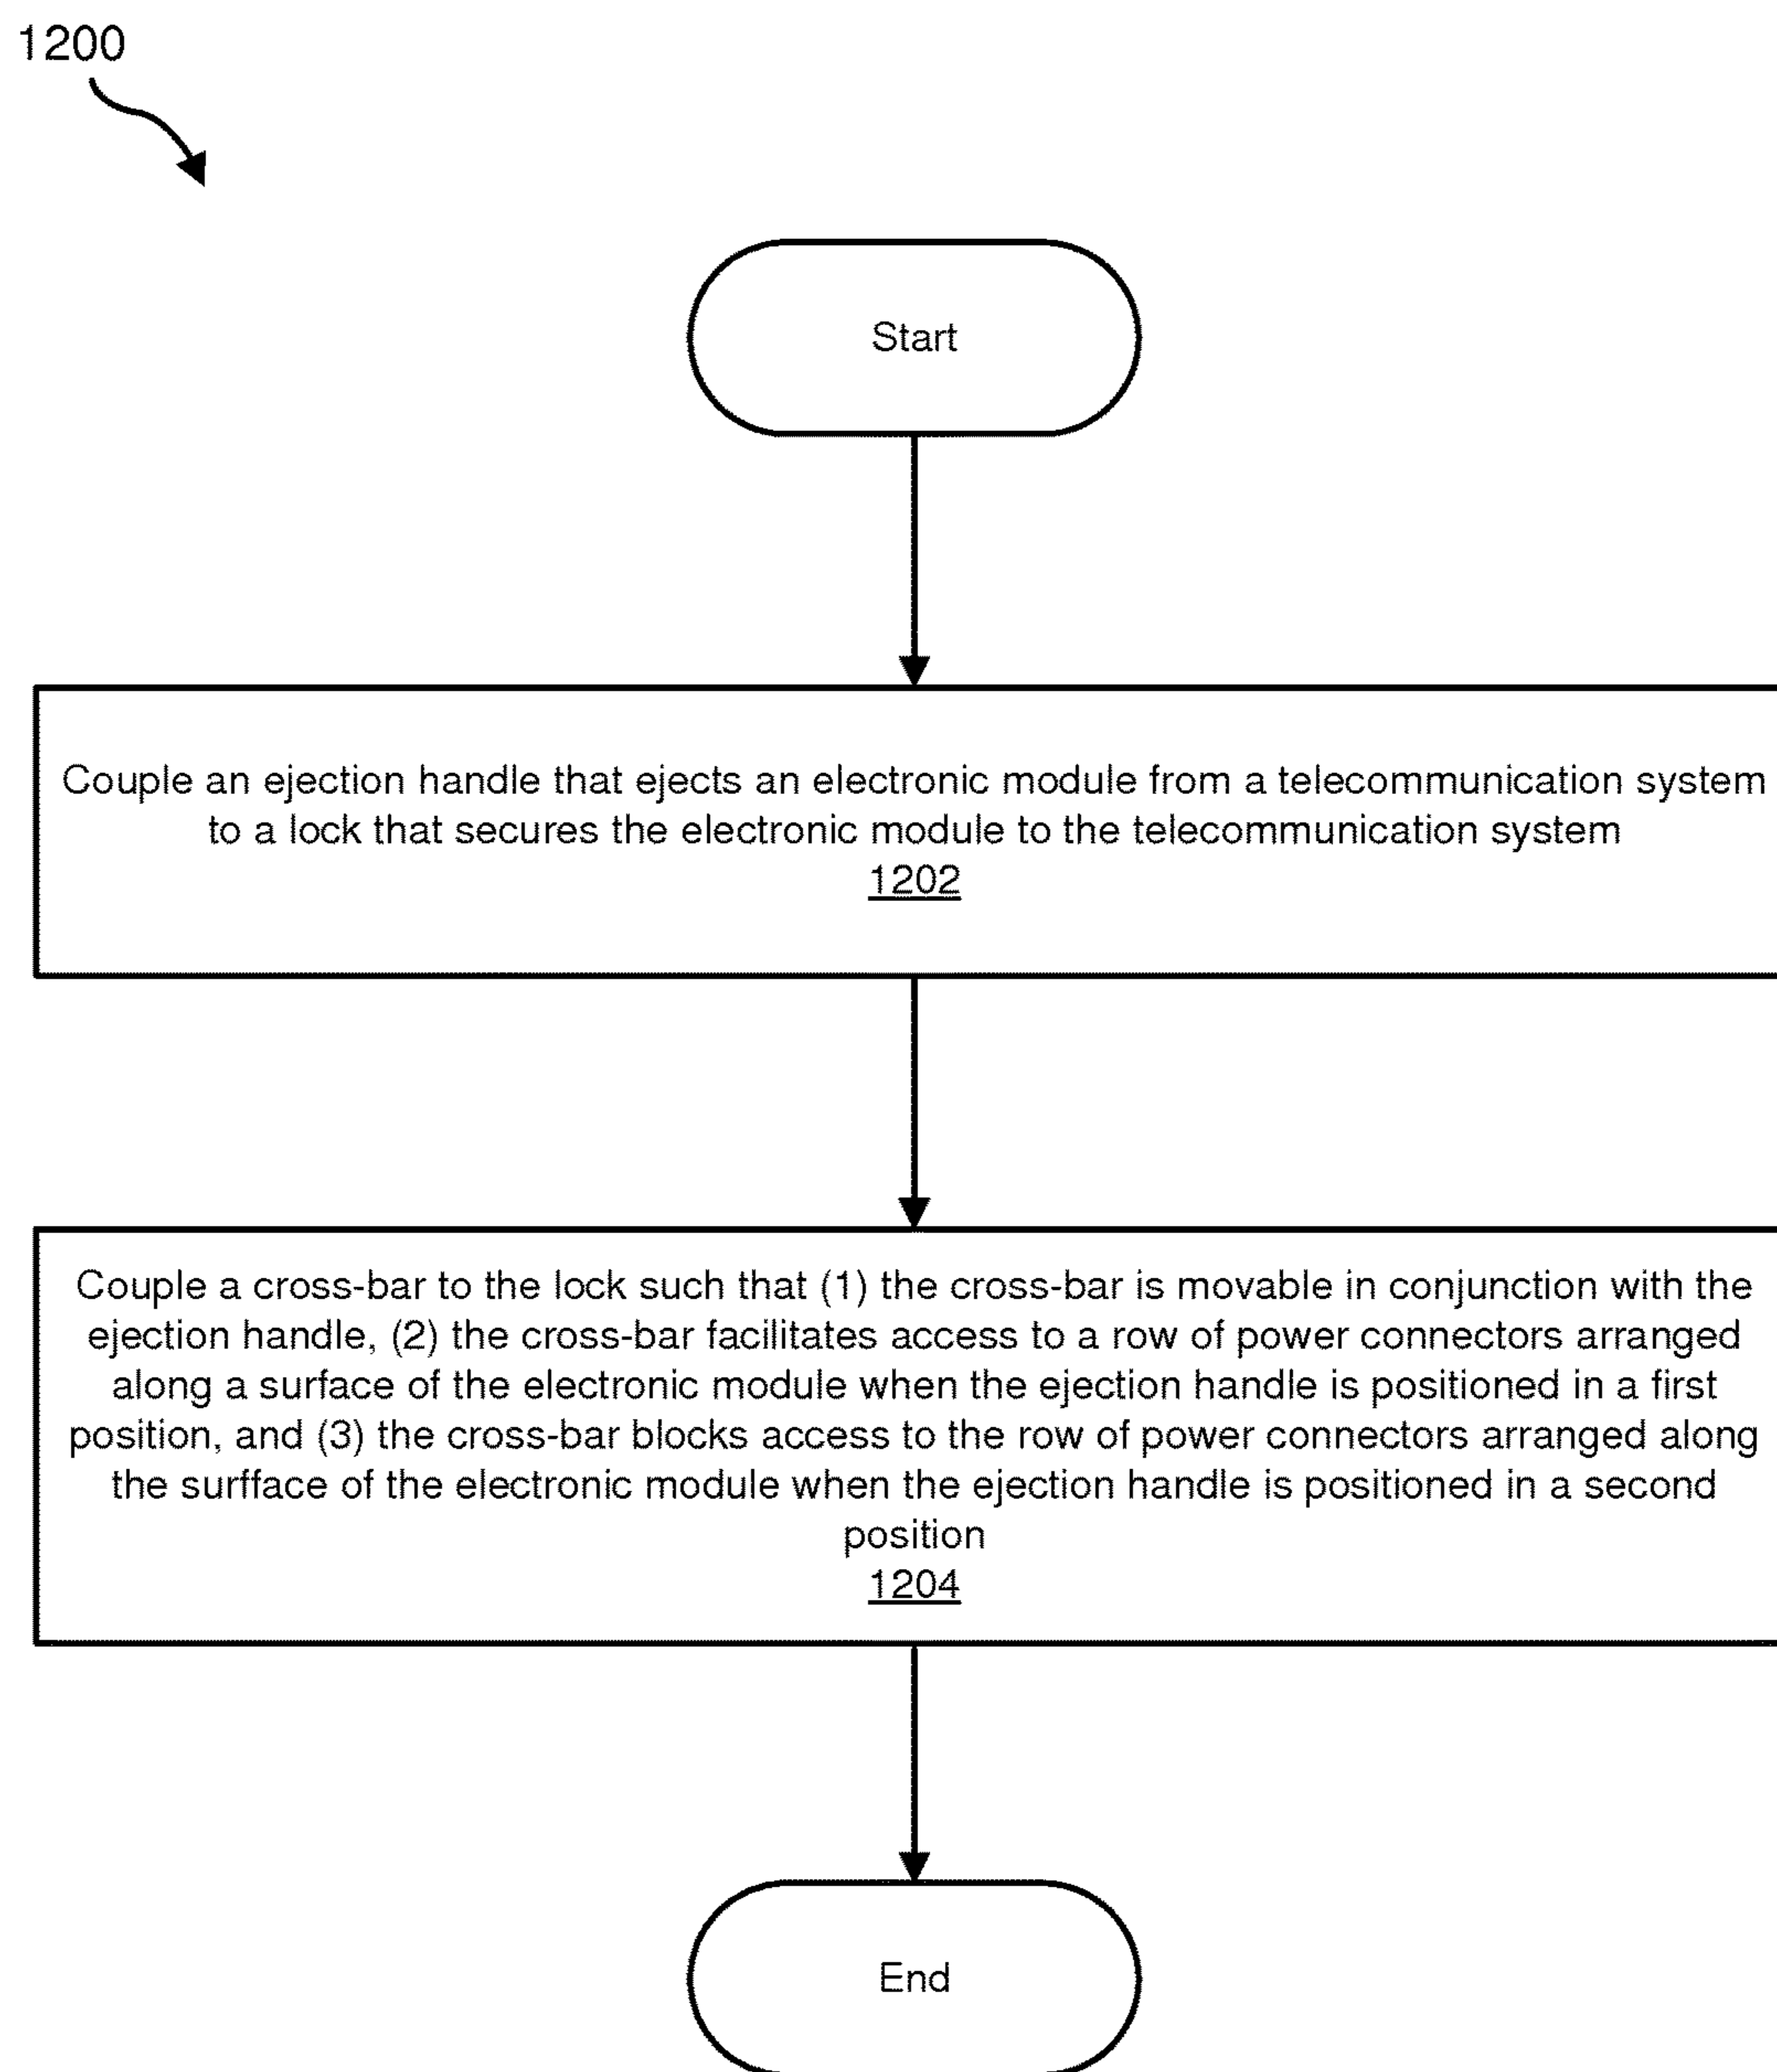 1200
Start
Couple an ejection handle that ejects an electronic module from a telecommunication system
to a lock that secures the electronic module to the telecommunication system
1202
Couple a cross-bar to the lock such that (1) the cross-bar is movable in conjunction with the
ejection handle, (2) the cross-bar facilitates access to a row of power connectors arranged
along a surface of the electronic module when the ejection handle is positioned in a first
position, and (3) the cross-bar blocks access to the row of power connectors arranged along
the surfface of the electronic module when the ejection handle is positioned in a second
position
1204
End